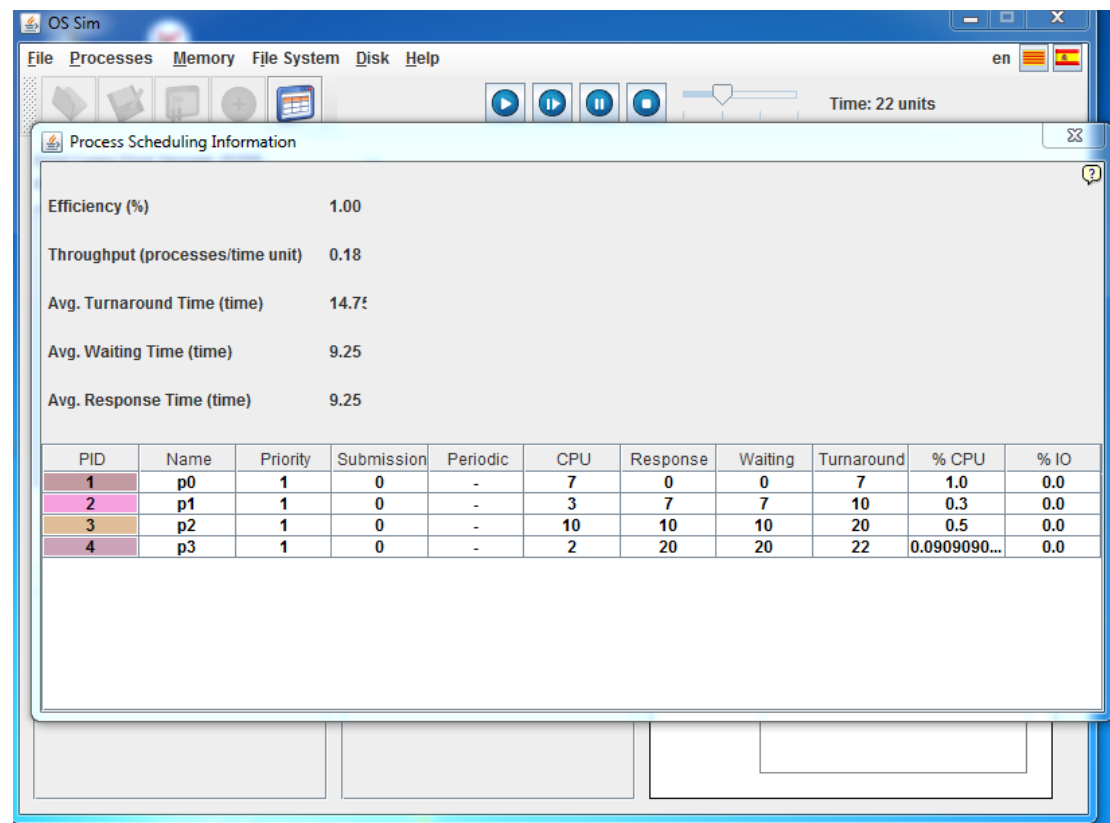 OS Sim
File Processes Memory File System Disk Help en
Time: 22 units
Process Scheduling Information
Efficiency (%) 1.00
Throughput (processes/time unit) 0.18
Avg. Turnaround Time (time) 14.75
Avg. Waiting Time (time) 9.25
Avg. Response Time (time) 9.25
PID Name Priority Submission Periodic CPU Response Waiting Turnaround % CPU % IO
1 p0 1 0 - 7 0 0 7 1.0 0.0
2 p1 1 0 - 3 7 7 10 0.3 0.0
3 p2 1 0 - 10 10 10 20 0.5 0.0
4 p3 1 0 - 2 20 20 22 0.0909090... 0.0